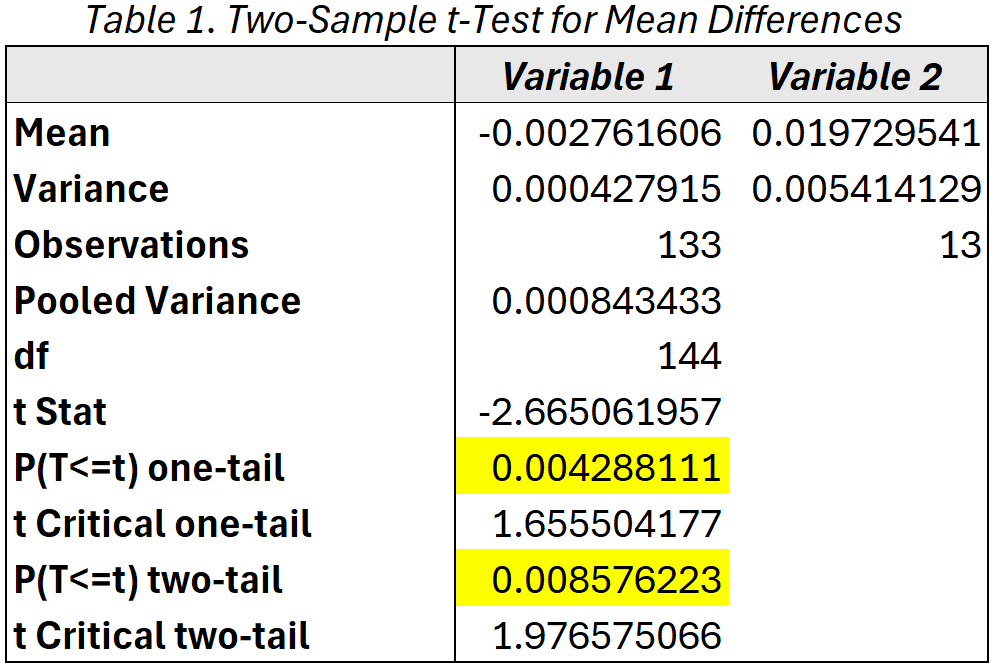 Table 1. Two-Sample t-Test for Mean Differences
Variable 1 Variable 2
Mean -0.002761606 0.019729541
Variance 0.000427915 0.005414129
Observations 133 13
Pooled Variance 0.000843433
df 144
t Stat -2.665061957
P(T<=t) one-tail 0.004288111
t Critical one-tail 1.655504177
P(T<=t) two-tail 0.008576223
t Critical two-tail 1.976575066